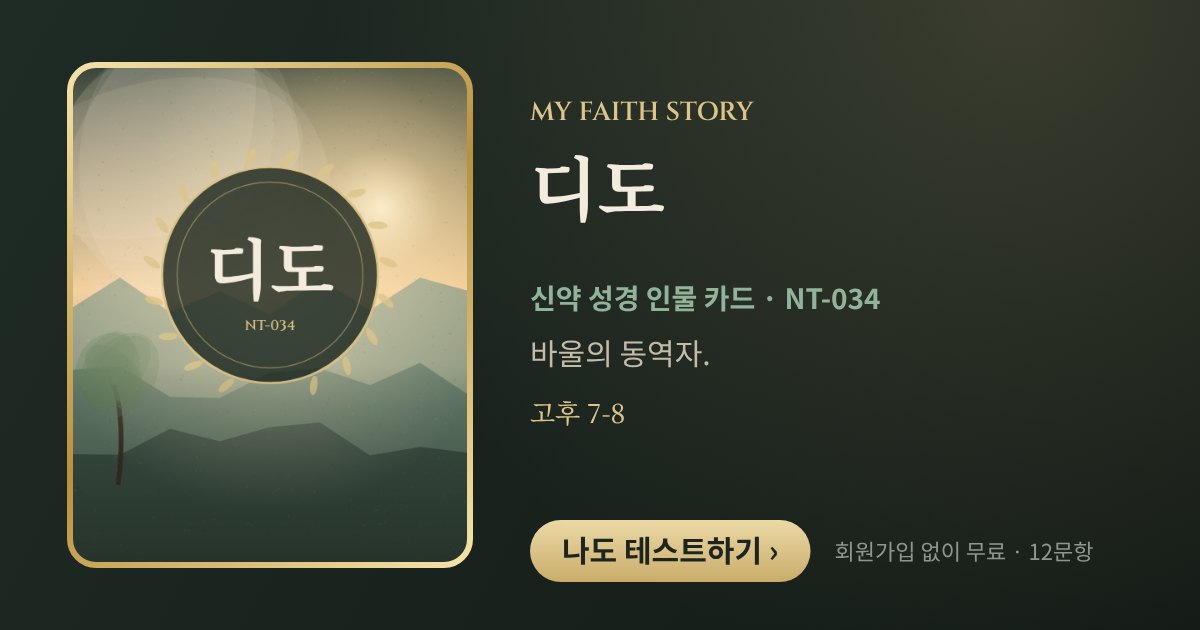 디도
NT-034
MY FAITH STORY
디도
신약 성경 인물 카드 · NT-034
바울의 동역자.
고후 7-8
나도 테스트하기 ›
회원가입 없이 무료 · 12문항